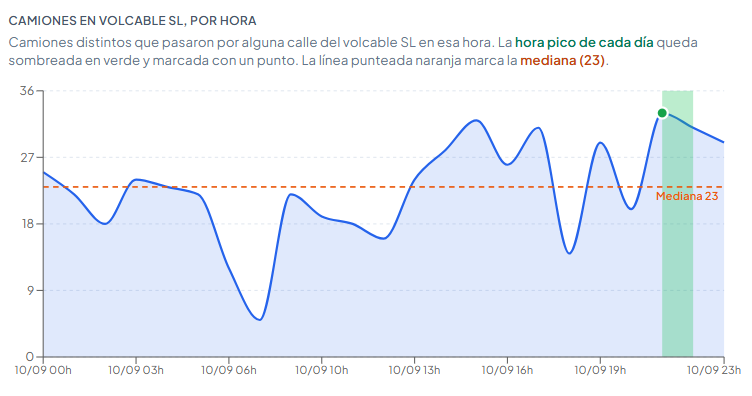 CAMIONES EN VOLCABLE SL, POR HORA
Camiones distintos que pasaron por alguna calle del volcable SL en esa hora. La hora pico de cada día queda
sombreada en verde y marcada con un punto. La línea punteada naranja marca la mediana (23).
36
27
18
9
0
Mediana 23
10/09 00h 10/09 03h 10/09 06h 10/09 10h 10/09 13h 10/09 16h 10/09 19h 10/09 23h